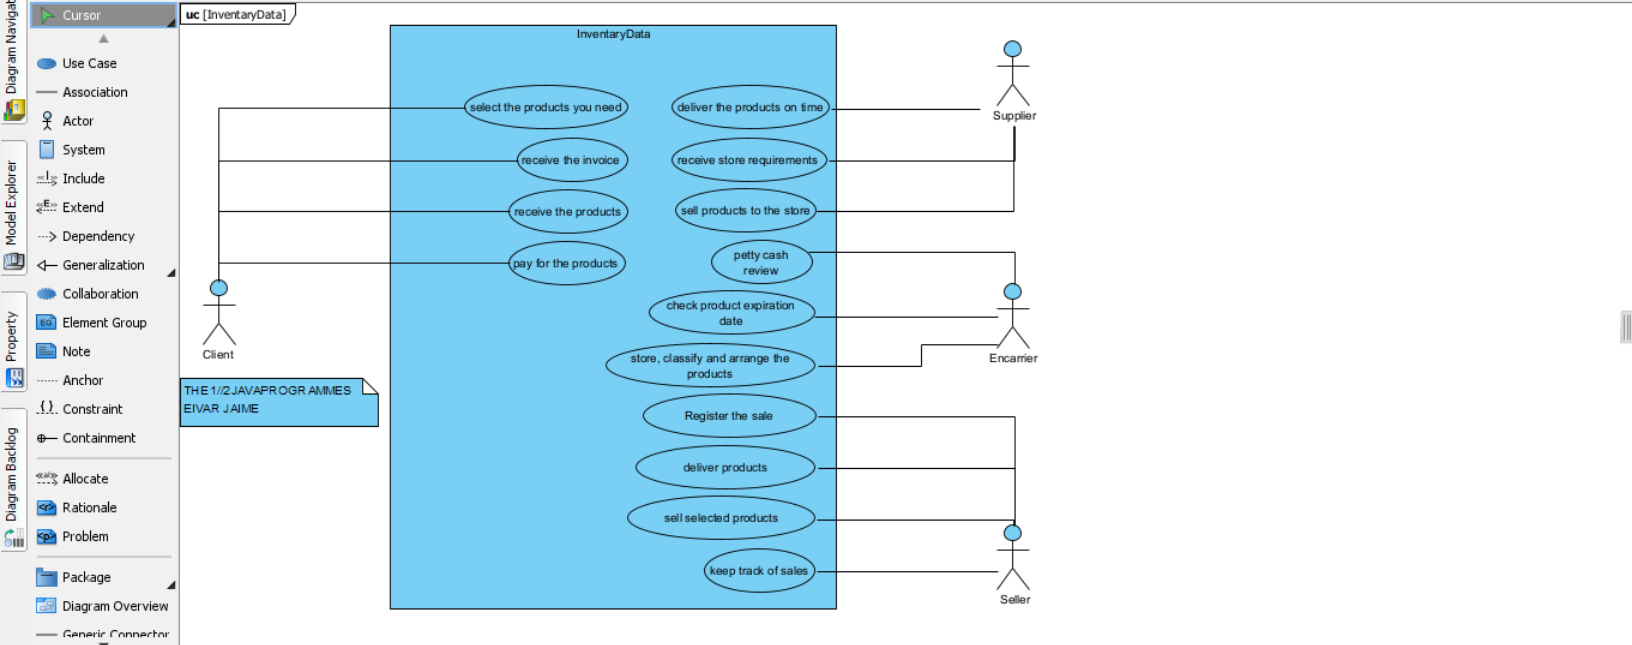 Diagram Navigat
Model Explorer
Property
Diagram Backlog
Cursor
Use Case
Association
Actor
System
Include
Extend
Dependency
Generalization
Collaboration
EG Element Group
Note
Anchor
Constraint
Containment
Allocate
Rationale
Problem
Package
Diagram Overview
Generic Connector
uc [InventaryData]
InventaryData
select the products you need
receive the invoice
receive the products
pay for the products
deliver the products on time
receive store requirements
sell products to the store
petty cash
review
check product expiration
date
store, classify and arrange the
products
Register the sale
deliver products
sell selected products
keep track of sales
Client
Supplier
Encarrier
Seller
THE 1//2 JAVAPROGRAMMES
EIVAR JAIME